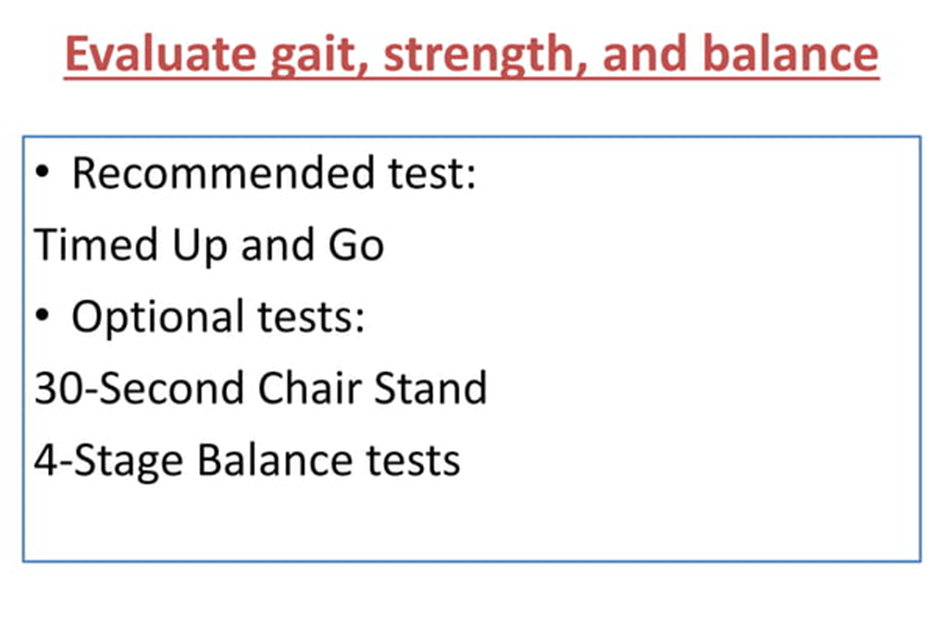 Evaluate gait, strength, and balance
• Recommended test:
Timed Up and Go
• Optional tests:
30-Second Chair Stand
4-Stage Balance tests